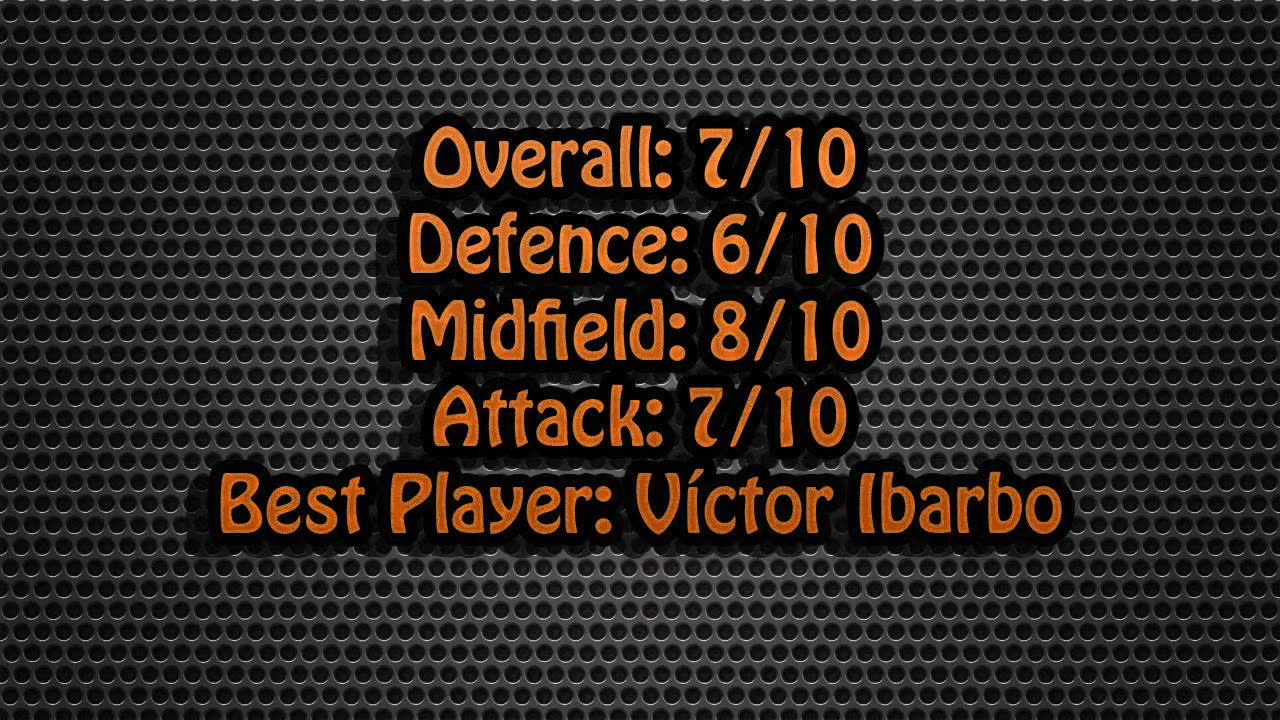 Overall: 7/10
Defence: 6/10
Midfield: 8/10
Attack: 7/10
Best Player: Víctor Ibarbo